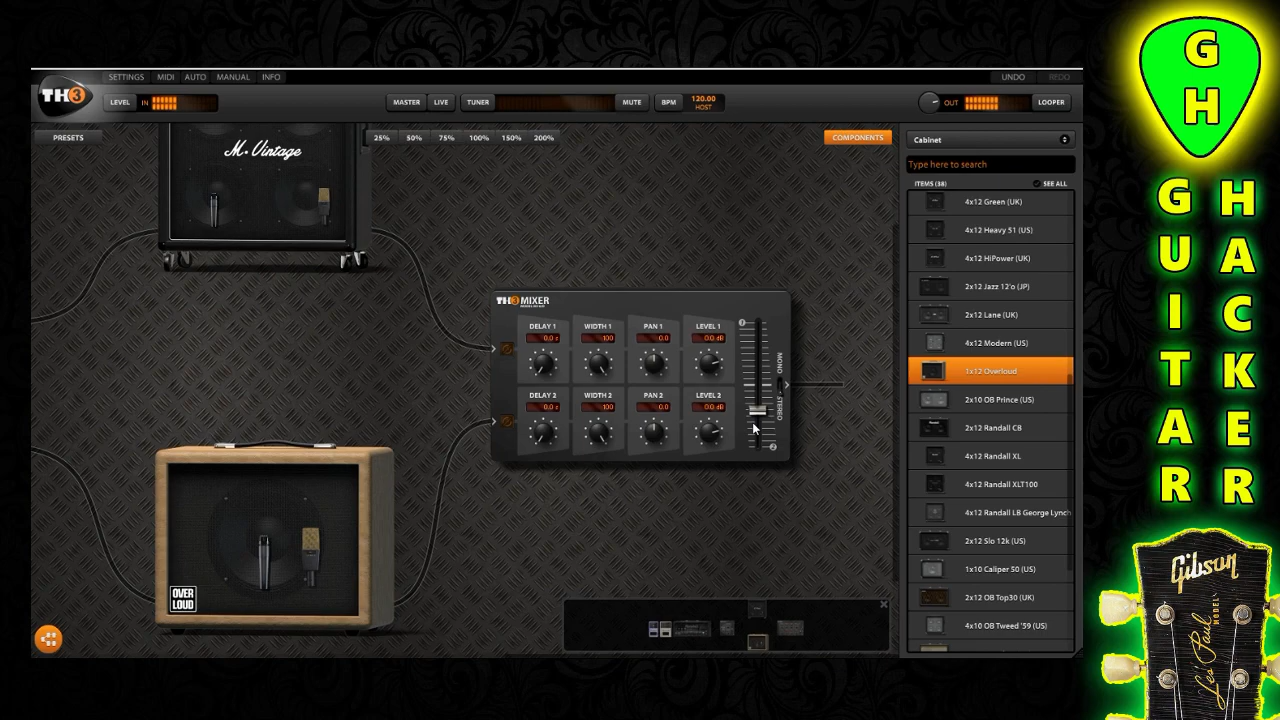 SETTINGS MIDI AUTO MANUAL INFO UNDO REDO
TH3 LEVEL IN MASTER LIVE TUNER MUTE BPM 120.00 HOST OUT LOOPER
PRESETS 25% 50% 75% 100% 150% 200% COMPONENTS
Cabinet
Type here to search
ITEMS (38) SEE ALL
4x12 Green (UK)
4x12 Heavy 51 (US)
4x12 HiPower (UK)
2x12 Jazz 12'o (JP)
2x12 Lane (UK)
4x12 Modern (US)
1x12 Overloud
2x10 OB Prince (US)
2x12 Randall CB
4x12 Randall XL
4x12 Randall XLT100
4x12 Randall LB George Lynch
2x12 Slo 12k (US)
1x10 Caliper 50 (US)
2x12 OB Top30 (UK)
4x10 OB Tweed '59 (US)
M. Vintage
TH3 MIXER
DELAY 1 WIDTH 1 PAN 1 LEVEL 1
0.0 z 100 0.0 0.0 dB
DELAY 2 WIDTH 2 PAN 2 LEVEL 2
0.0 z 100 0.0 0.0 dB
1
2
MONO
STEREO
OVER
LOUD
G
H
GUITAR
HACKER
Gibson
Les Paul
MODEL